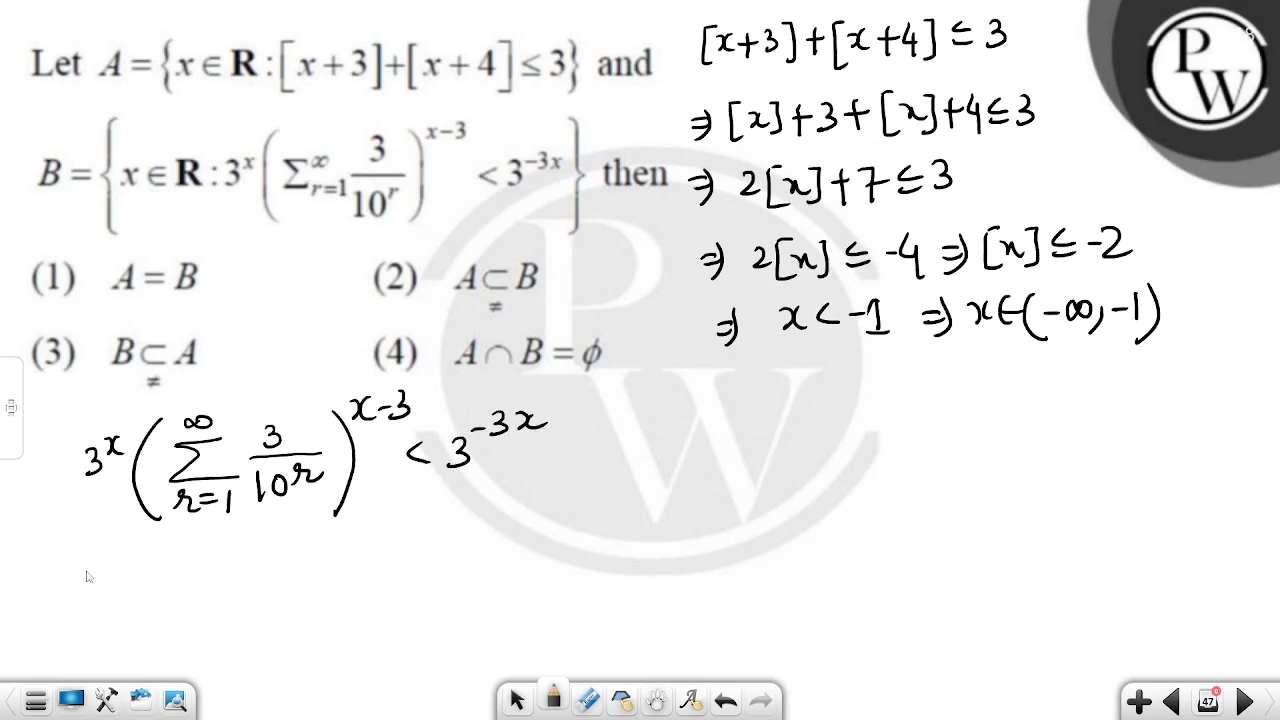 Let A = {x ∈ R : [x + 3] + [x + 4] ≤ 3} and
B = {x ∈ R : 3^x (∑_{r=1}^{∞} 3/10^r)^{x−3} < 3^{−3x}} then
(1) A = B (2) A ⊂≠ B
(3) B ⊂≠ A (4) A ∩ B = ϕ
3^x (∑_{r=1}^{∞} 3/10^r)^{x-3} < 3^{-3x}
[x+3]+[x+4] ≤ 3
⇒ [x]+3+[x]+4 ≤ 3
⇒ 2[x]+7 ≤ 3
⇒ 2[x] ≤ -4 ⇒ [x] ≤ -2
⇒ x < -1 ⇒ x ∈ (-∞, -1)
PW
PW
47